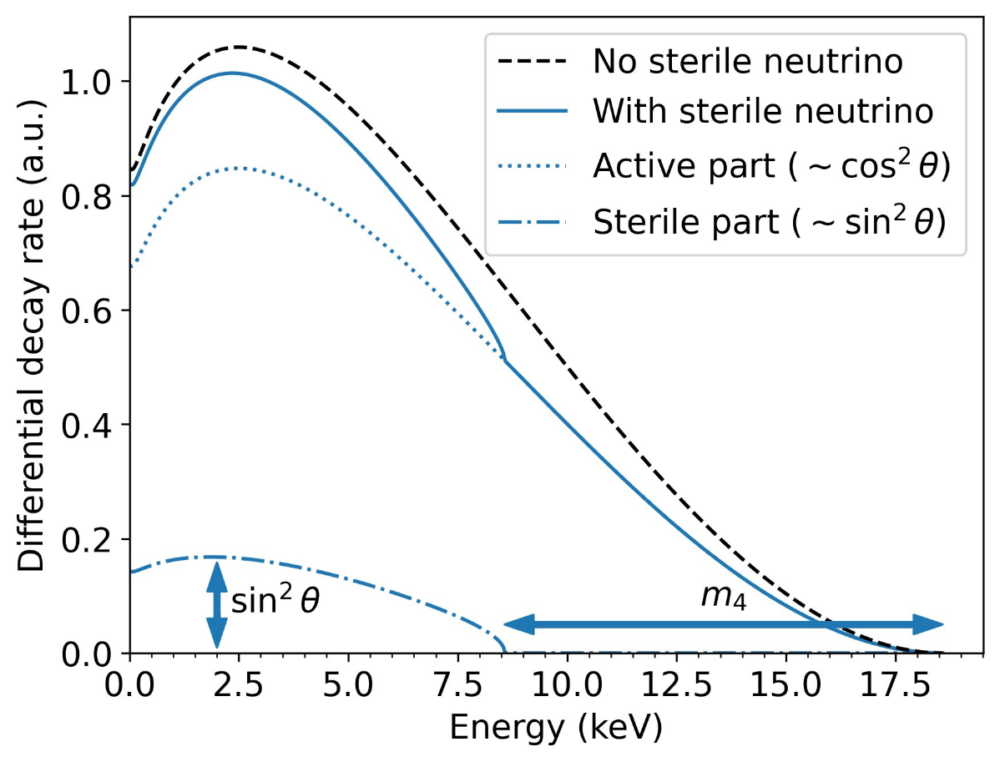 No sterile neutrino
With sterile neutrino
Active part (~cos² θ)
Sterile part (~sin² θ)
Differential decay rate (a.u.)
1.0
0.8
0.6
0.4
0.2
0.0
sin² θ
m₄
0.0 2.5 5.0 7.5 10.0 12.5 15.0 17.5
Energy (keV)